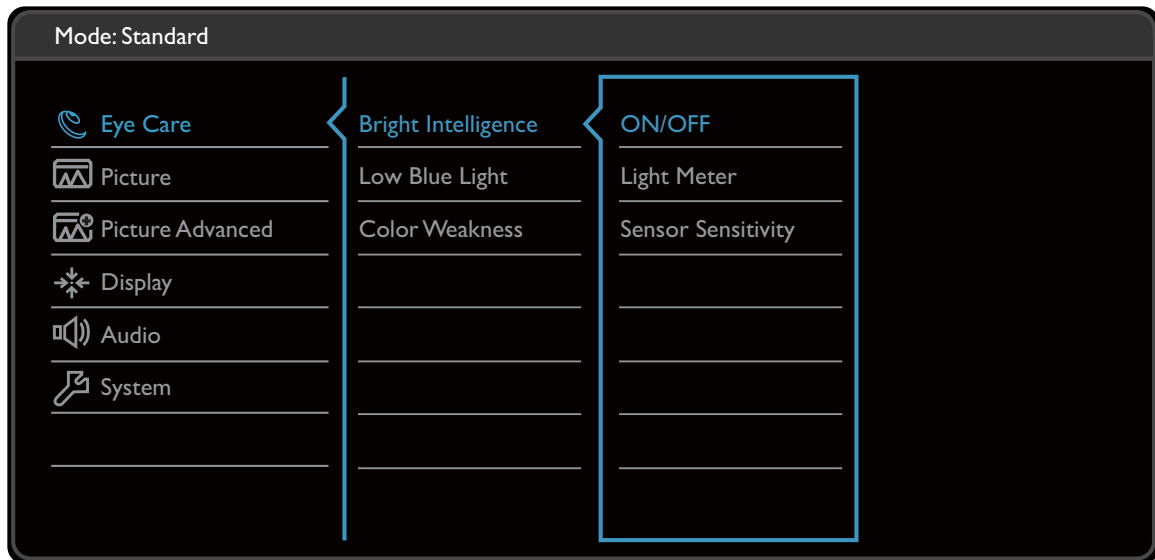 Mode: Standard
Eye Care
Picture
Picture Advanced
Display
Audio
System
Bright Intelligence
Low Blue Light
Color Weakness
ON/OFF
Light Meter
Sensor Sensitivity